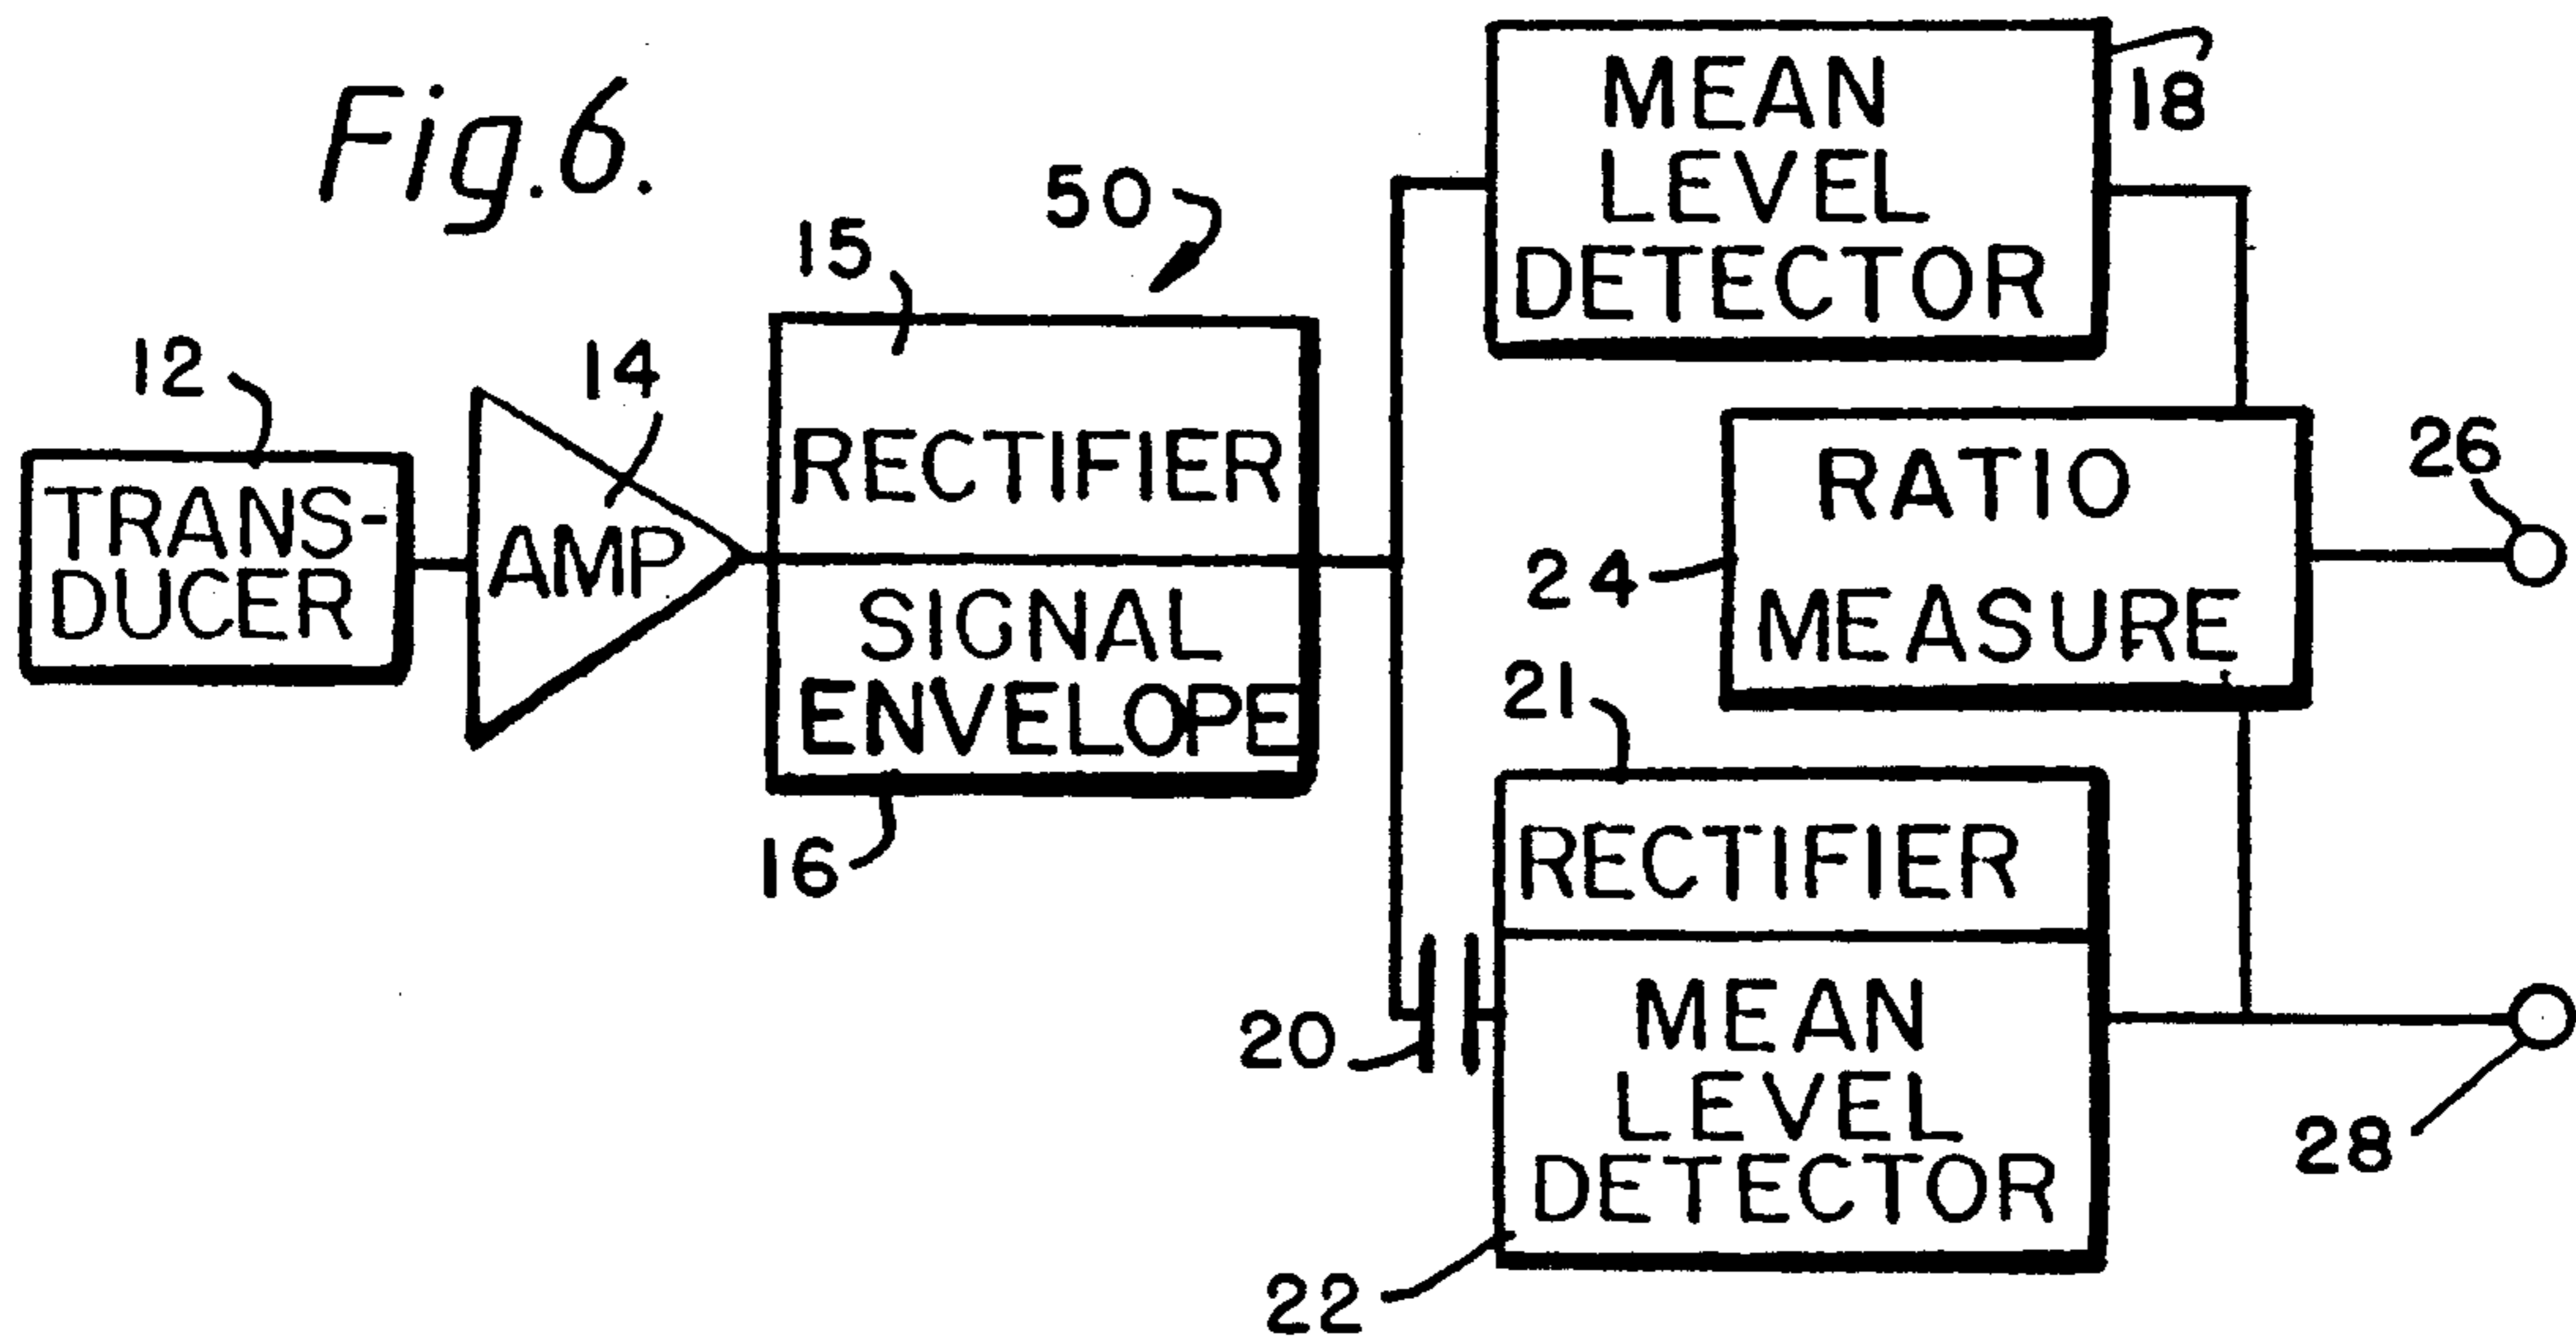 Fig.6.
50
15
12
14
TRANS-
DUCER
AMP
RECTIFIER
SIGNAL
ENVELOPE
16
MEAN
LEVEL
DETECTOR
18
RATIO
MEASURE
24
26
21
RECTIFIER
MEAN
LEVEL
DETECTOR
20
22
28